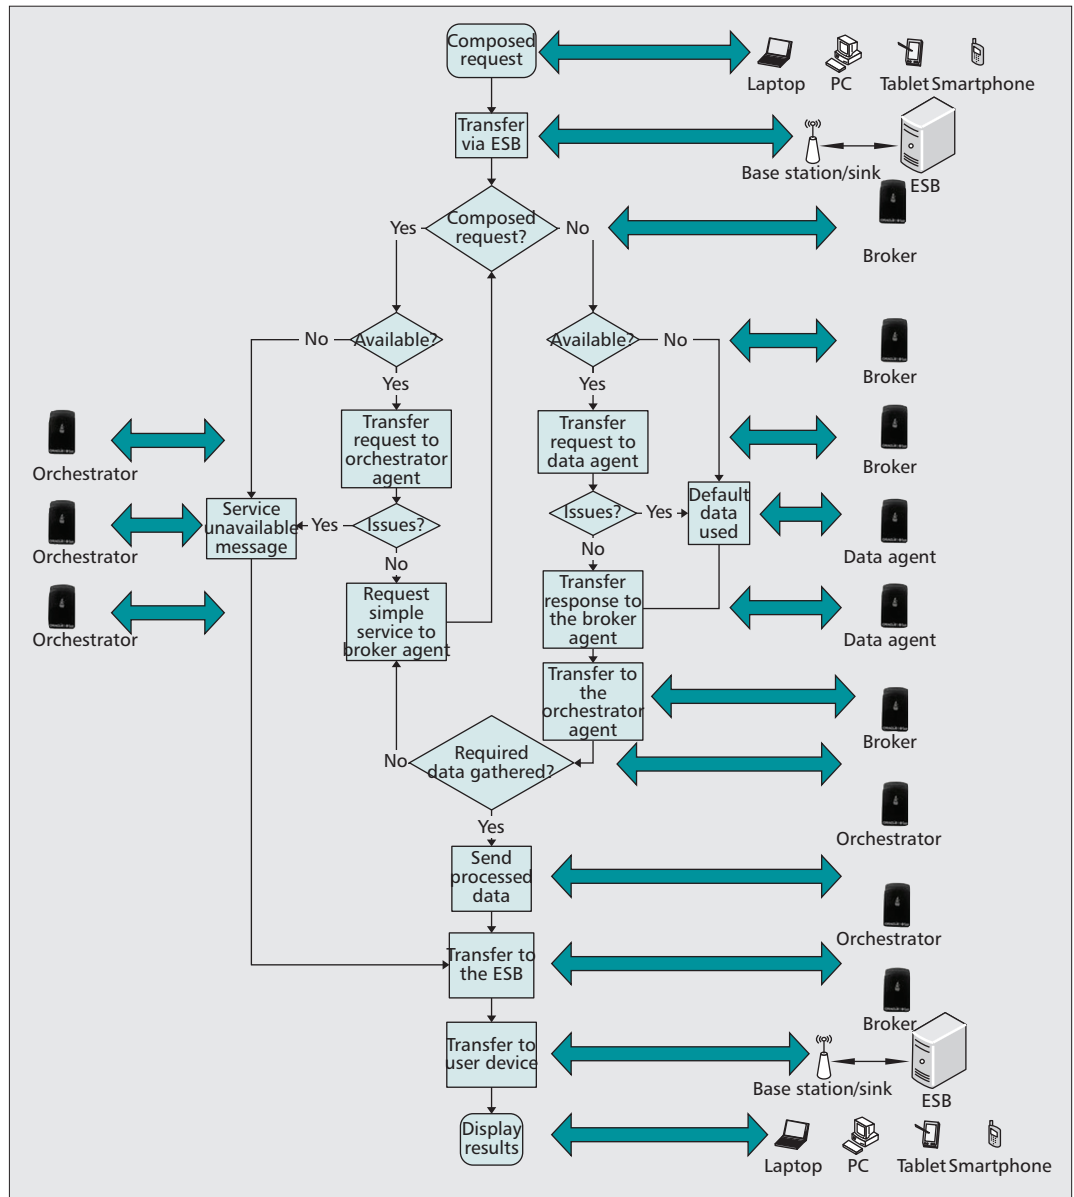 Composed
request
Laptop
PC
Tablet
Smartphone
Transfer
via ESB
Base station/sink
ESB
Composed
request?
Yes
No
Broker
Available?
No
Yes
Available?
No
Yes
Broker
Transfer
request to
orchestrator
agent
Transfer
request to
data agent
Broker
Orchestrator
Service
unavailable
message
Yes
Issues?
No
Issues?
Yes
No
Default
data
used
Orchestrator
Data agent
Request
simple
service to
broker agent
Transfer
response to
the broker
agent
Orchestrator
Data agent
Transfer to
the
orchestrator
agent
Broker
Required
data gathered?
No
Yes
Orchestrator
Send
processed
data
Orchestrator
Transfer to
the ESB
Broker
Transfer to
user device
Base station/sink
ESB
Display
results
Laptop
PC
Tablet
Smartphone